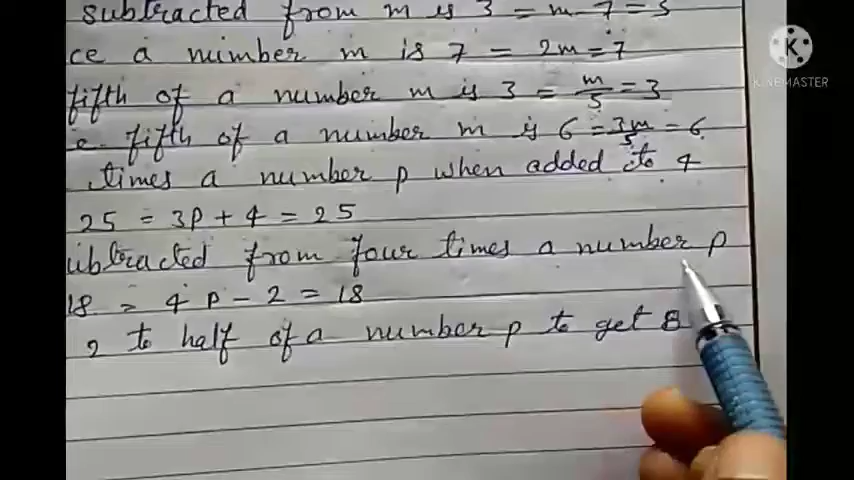 subtracted from m is 3 = m-7=3
ce a number m is 7 = 2m=7
fifth of a number m is 3 = m/5=3
e fifth of a number m is 6 =3m/5=6
times a number p when added to 4
25 = 3p+4=25
ubtracted from four times a number p
18 = 4p-2=18
2 to half of a number p to get 8
K
KINEMASTER